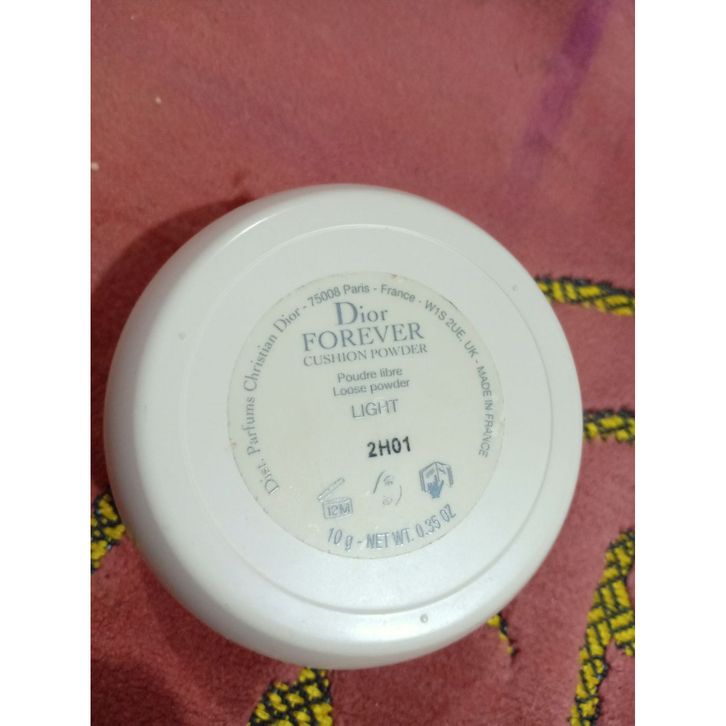 Dist. Parfums Christian Dior - 75008 Paris - France - W1S 2UE, UK - MADE IN FRANCE
Dior
FOREVER
CUSHION POWDER
Poudre libre
Loose powder
LIGHT
2H01
12M
10 g - NET WT. 0.35 OZ